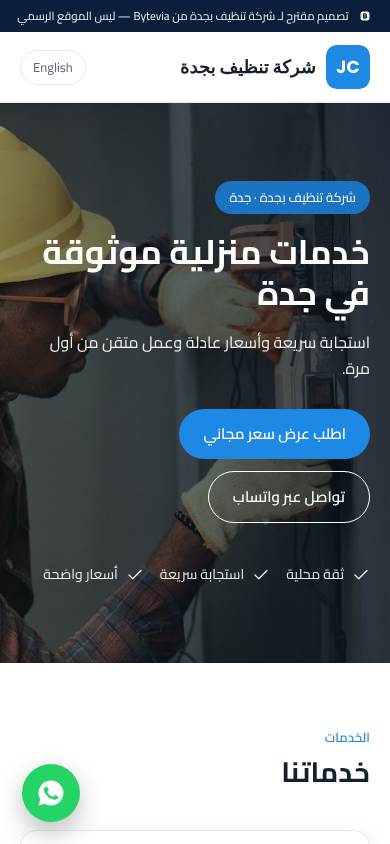 تصميم مقترح لـ شركة تنظيف بجدة من Bytevia — ليس الموقع الرسمي
JC
شركة تنظيف بجدة
English
شركة تنظيف بجدة · جدة
خدمات منزلية موثوقة
في جدة
استجابة سريعة وأسعار عادلة وعمل متقن من أول
مرة.
اطلب عرض سعر مجاني
تواصل عبر واتساب
ثقة محلية
استجابة سريعة
أسعار واضحة
الخدمات
خدماتنا